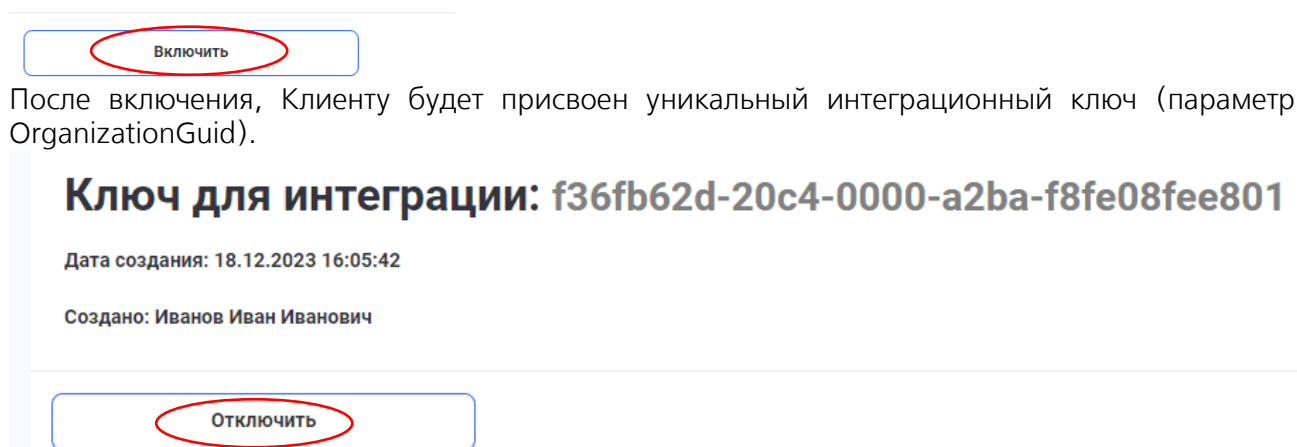 Включить
После включения, Клиенту будет присвоен уникальный интеграционный ключ (параметр
OrganizationGuid).
Ключ для интеграции: f36fb62d-20c4-0000-a2ba-f8fe08fee801
Дата создания: 18.12.2023 16:05:42
Создано: Иванов Иван Иванович
Отключить